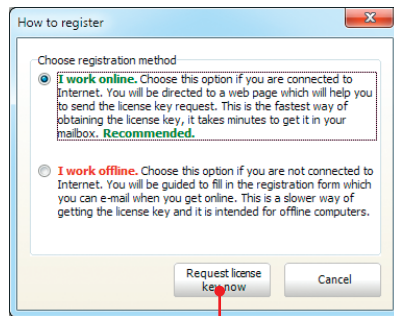 How to register
Choose registration method
I work online. Choose this option if you are connected to
Internet. You will be directed to a web page which will help you
to send the license key request. This is the fastest way of
obtaining the license key, it takes minutes to get it in your
mailbox. Recommended.
I work offline. Choose this option if you are not connected to
Internet. You will be guided to fill in the registration form which
you can e-mail when you get online. This is a slower way of
getting the license key and it is intended for offline computers.
Request license
key now
Cancel